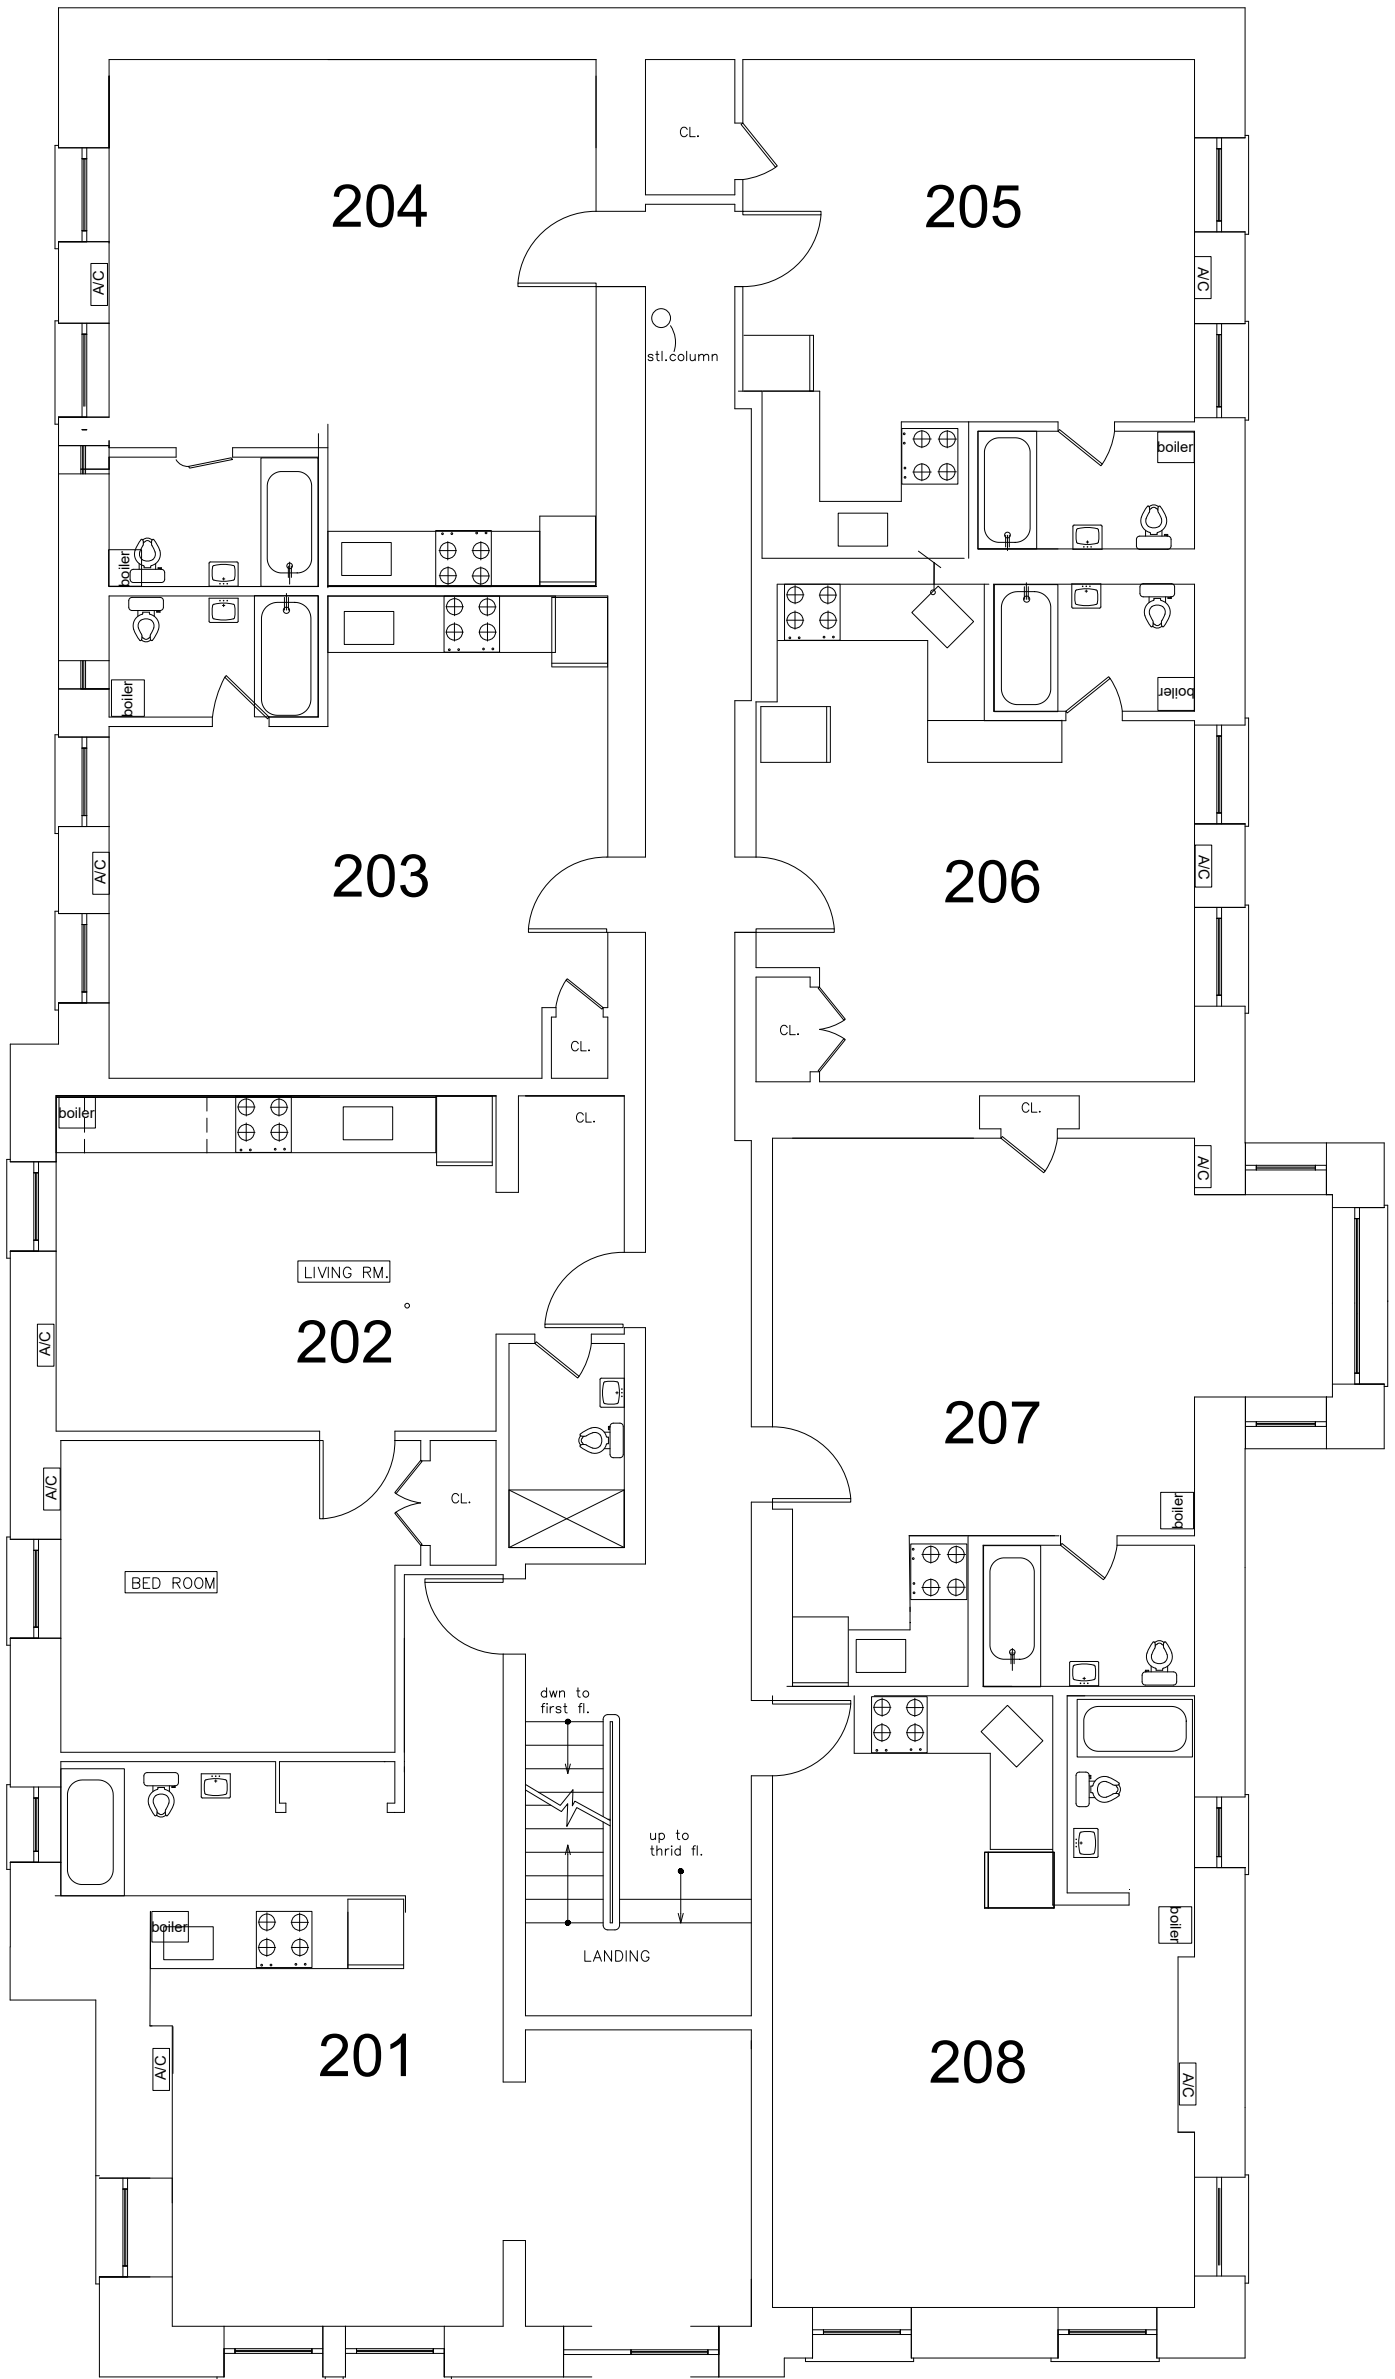 CL.
204
205
A/C
A/C
stl.column
boiler
boiler
boiler
boiler
203
206
A/C
A/C
CL.
CL.
boiler
CL.
CL.
A/C
LIVING RM.
202
A/C
207
A/C
CL.
boiler
BED ROOM
dwn to
first fl.
up to
thrid fl.
boiler
boiler
LANDING
201
208
A/C
A/C